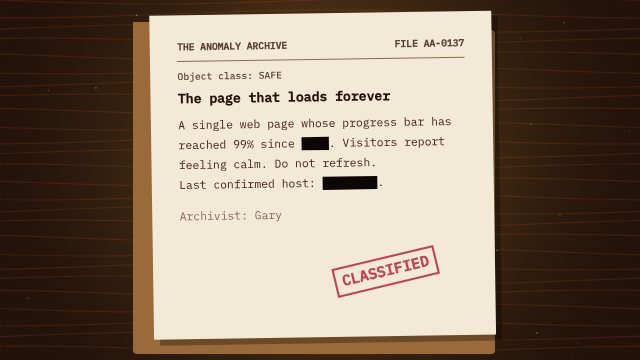 THE ANOMALY ARCHIVE FILE AA-0137
Object class: SAFE
The page that loads forever
A single web page whose progress bar has
reached 99% since . Visitors report
feeling calm. Do not refresh.
Last confirmed host: .
Archivist: Gary
CLASSIFIED